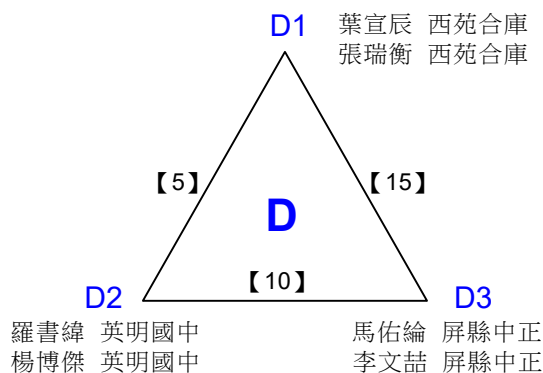 D1
葉宣辰 西苑合庫
張瑞衡 西苑合庫
【5】
【15】
D
【10】
D2
D3
羅書緯 英明國中
楊博傑 英明國中
馬佑綸 屏縣中正
李文喆 屏縣中正